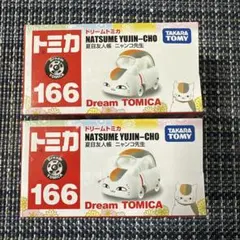 トミカ
166
ドリームトミカ
NATSUME YUJIN-CHO
夏目友人帳 ニャンコ先生
TAKARA TOMY
Dream TOMICA
トミカ
166
ドリームトミカ
NATSUME YUJIN-CHO
夏目友人帳 ニャンコ先生
TAKARA TOMY
Dream TOMICA